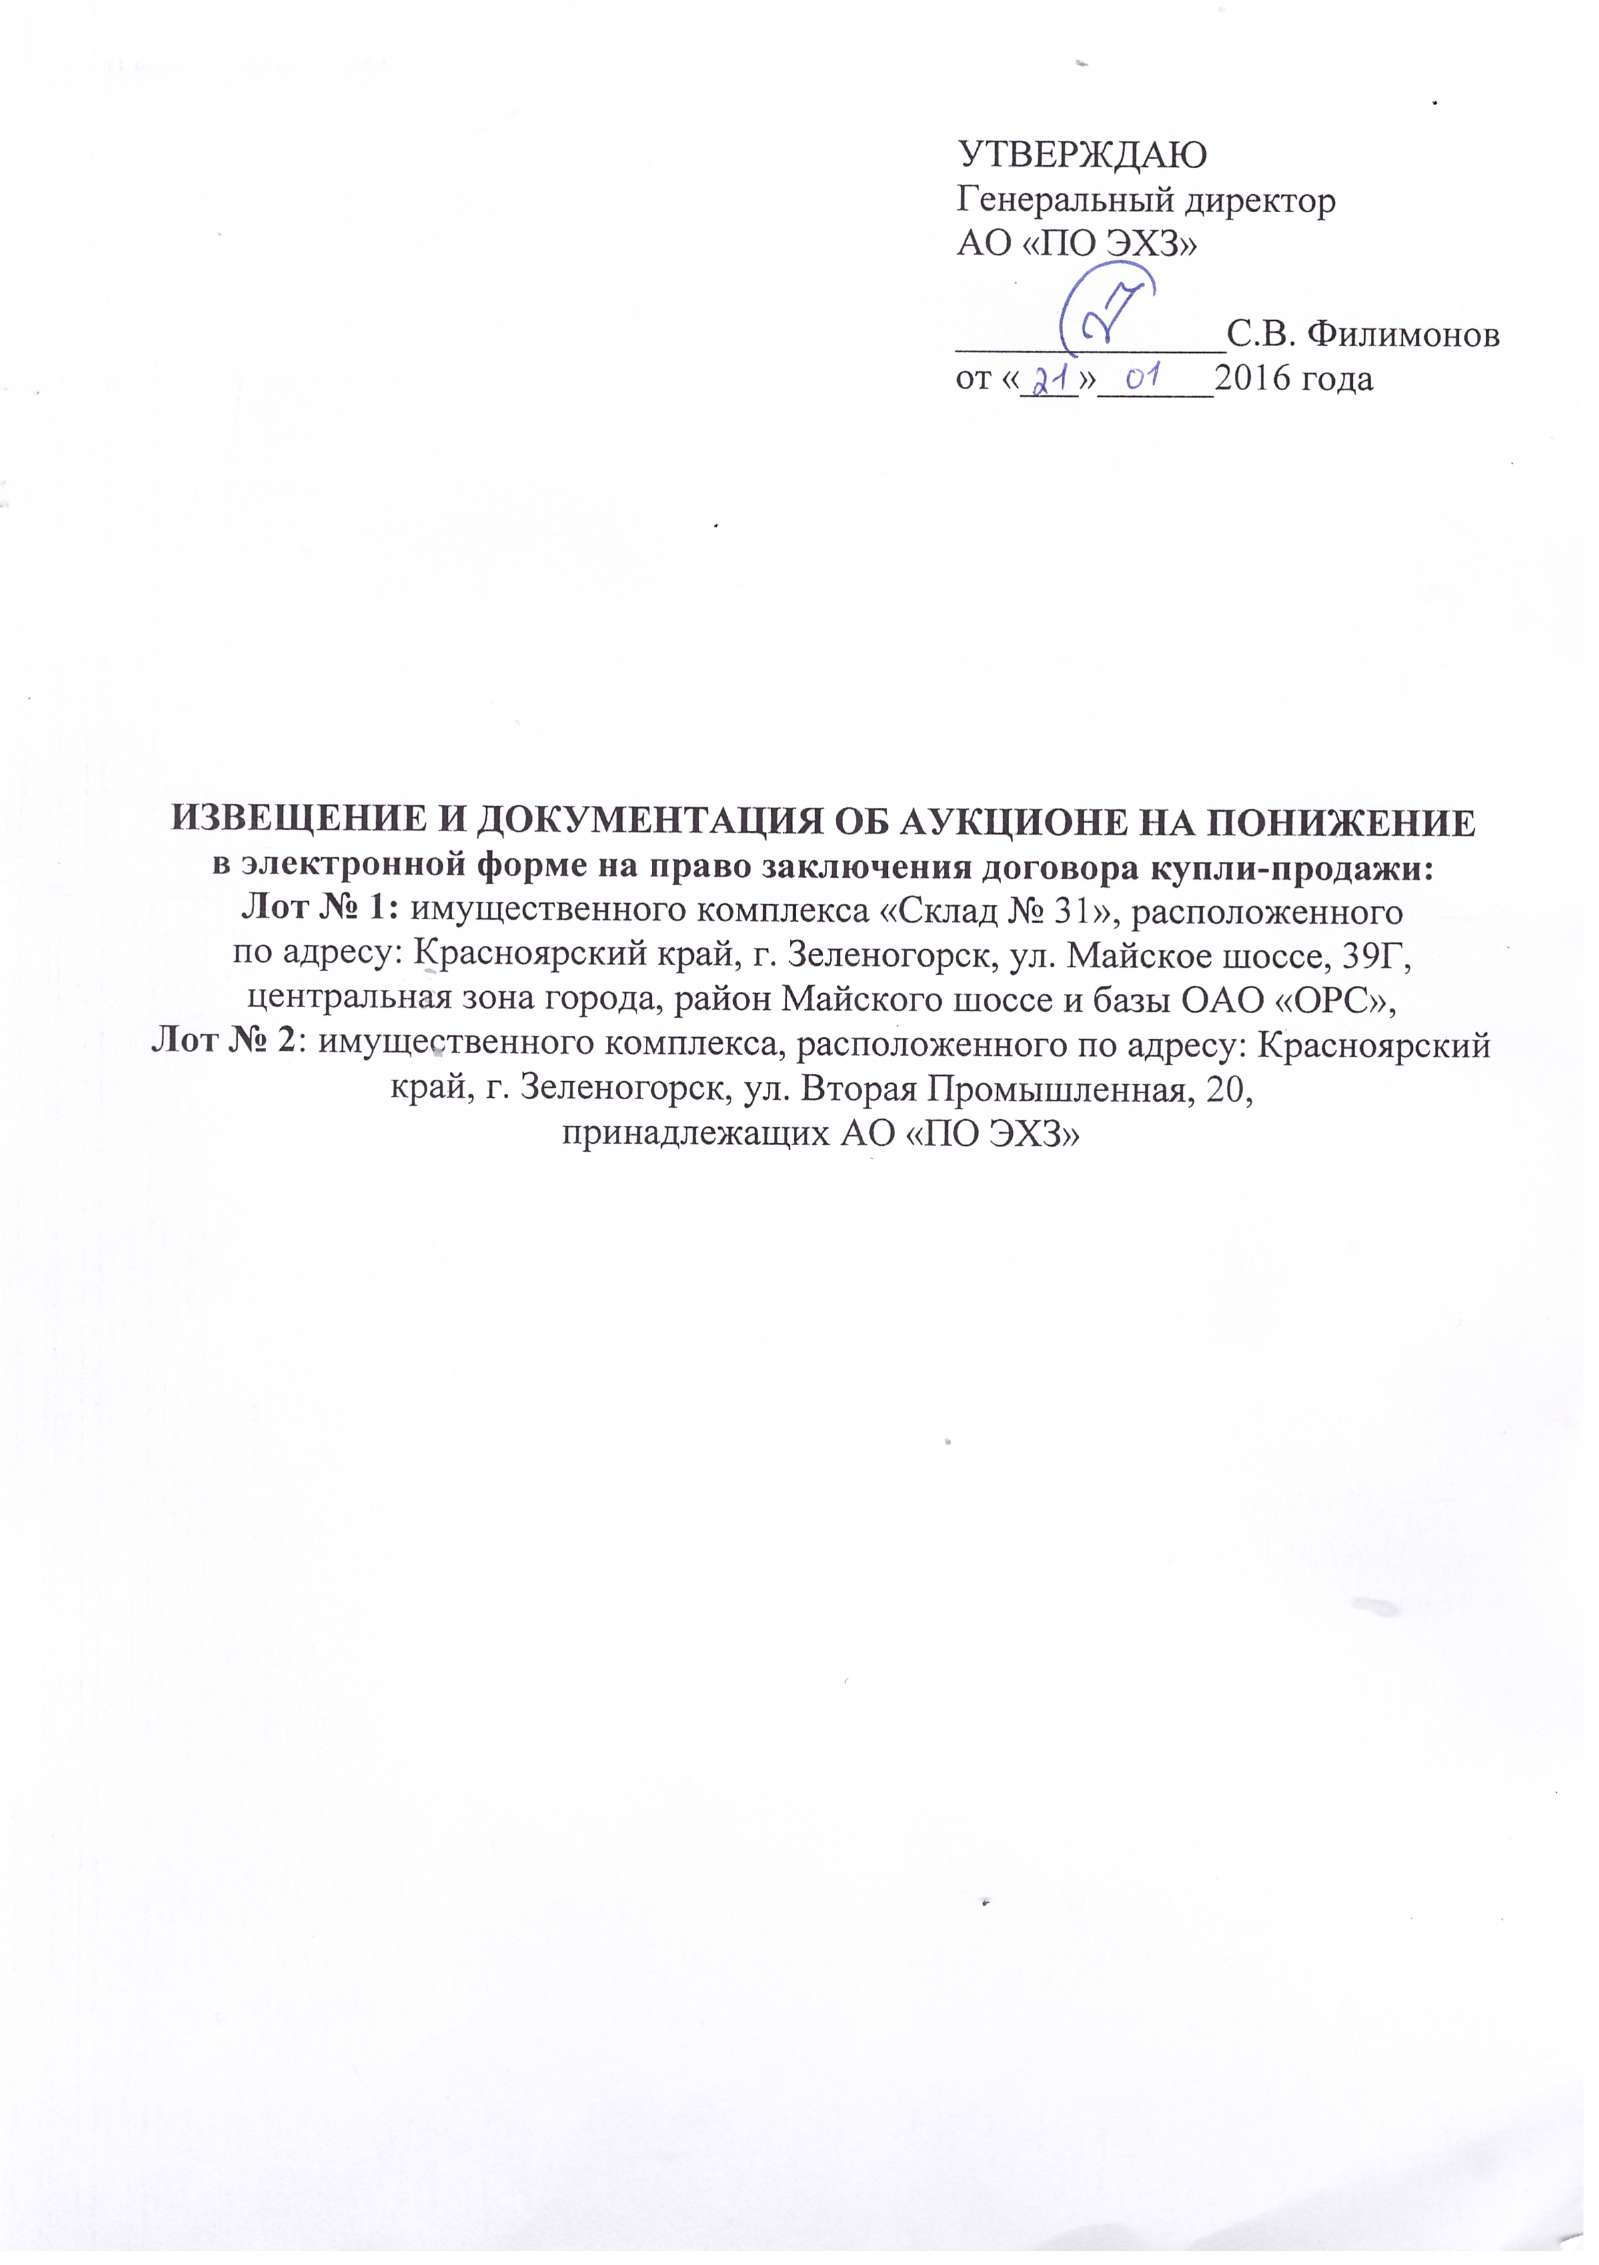 УТВЕРЖДАЮ
Генеральный директор
АО «ПО ЭХЗ»
С.В. Филимонов
от «21» 01 2016 года
ИЗВЕЩЕНИЕ И ДОКУМЕНТАЦИЯ ОБ АУКЦИОНЕ НА ПОНИЖЕНИЕ
в электронной форме на право заключения договора купли-продажи:
Лот № 1: имущественного комплекса «Склад № 31», расположенного
по адресу: Красноярский край, г. Зеленогорск, ул. Майское шоссе, 39Г,
центральная зона города, район Майского шоссе и базы ОАО «ОРС»,
Лот № 2: имущественного комплекса, расположенного по адресу: Красноярский
край, г. Зеленогорск, ул. Вторая Промышленная, 20,
принадлежащих АО «ПО ЭХЗ»